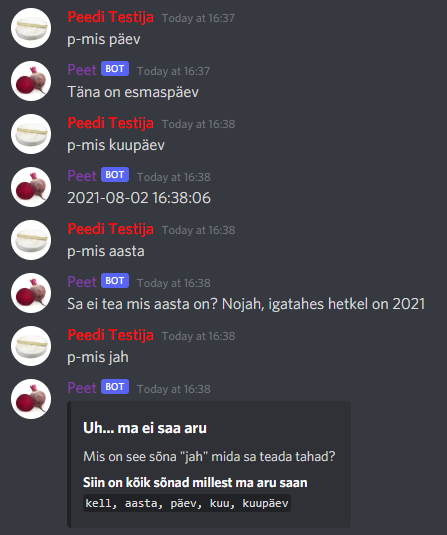 Peedi Testija Today at 16:37
p-mis päev
Peet BOT Today at 16:37
Täna on esmaspäev
Peedi Testija Today at 16:38
p-mis kuupäev
Peet BOT Today at 16:38
2021-08-02 16:38:06
Peedi Testija Today at 16:38
p-mis aasta
Peet BOT Today at 16:38
Sa ei tea mis aasta on? Nojah, igatahes hetkel on 2021
Peedi Testija Today at 16:38
p-mis jah
Peet BOT Today at 16:38
Uh... ma ei saa aru
Mis on see sõna "jah" mida sa teada tahad?
Siin on kõik sõnad millest ma aru saan
kell, aasta, päev, kuu, kuupäev